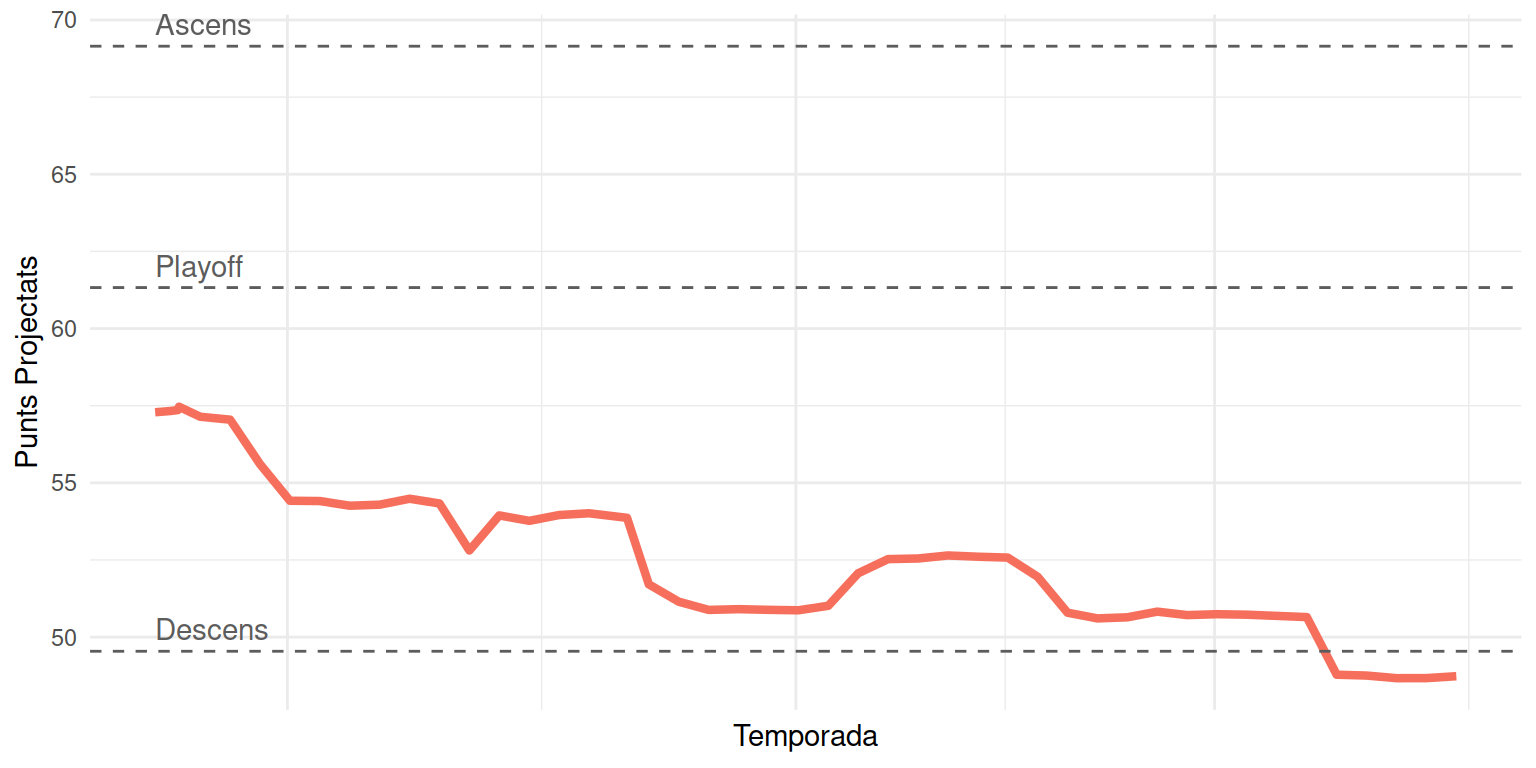 70
Ascens
65
Playoff
60
55
Descens
50
Punts Projectats
Temporada